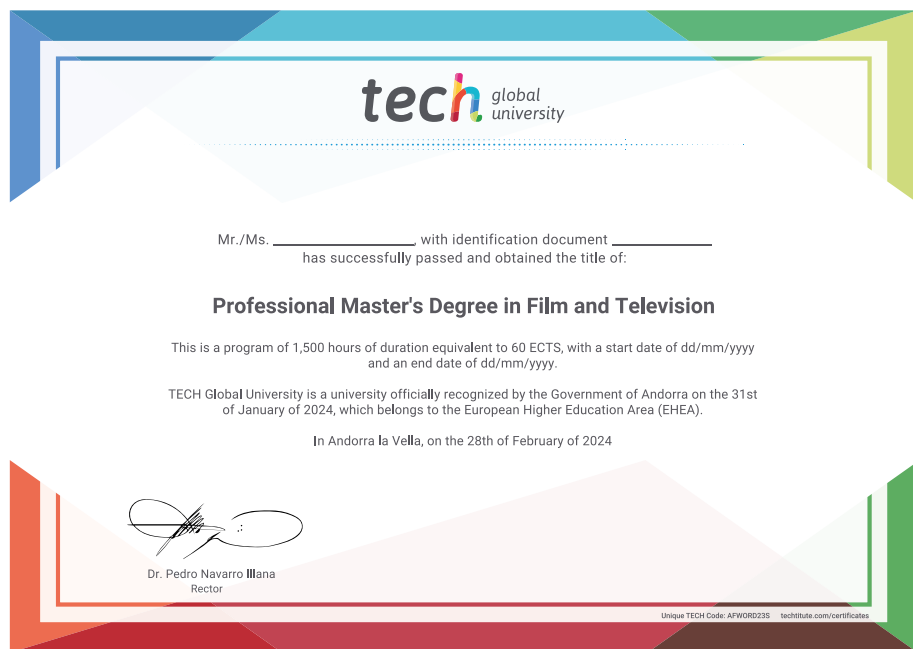 tech global university
Mr./Ms. ____________________, with identification document ______________
has successfully passed and obtained the title of:
Professional Master's Degree in Film and Television
This is a program of 1,500 hours of duration equivalent to 60 ECTS, with a start date of dd/mm/yyyy
and an end date of dd/mm/yyyy.
TECH Global University is a university officially recognized by the Government of Andorra on the 31st
of January of 2024, which belongs to the European Higher Education Area (EHEA).
In Andorra la Vella, on the 28th of February of 2024
Dr. Pedro Navarro Illana
Rector
Unique TECH Code: AFWORD23S techtitute.com/certificates